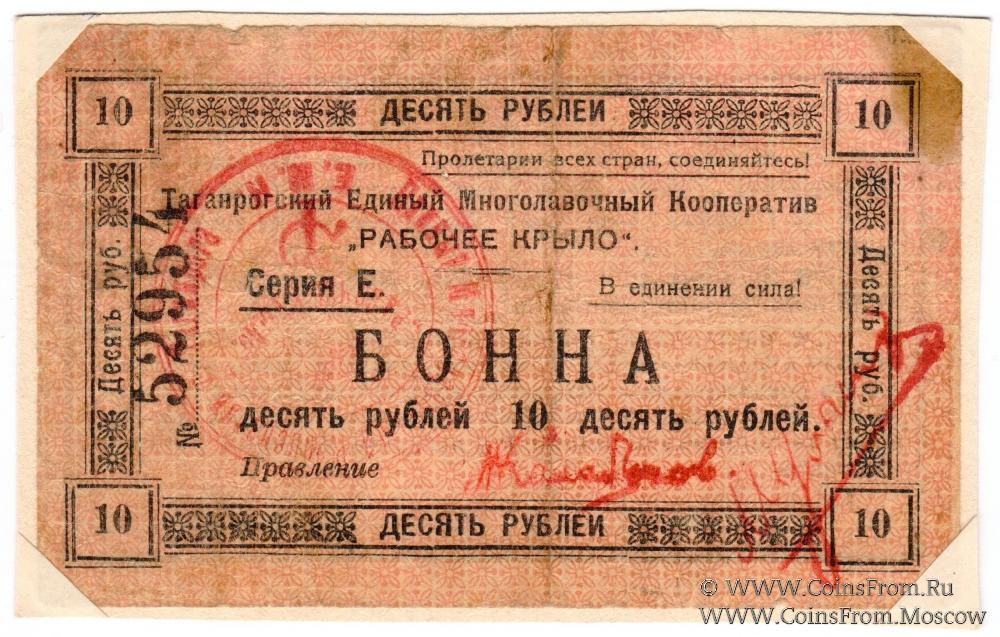 10 ДЕСЯТЬ РУБЛЕЙ 10
Пролетарии всех стран, соединяйтесь!
Таганрогский Единый Многолавочный Кооператив
„РАБОЧЕЕ КРЫЛО“.
Серия Е.
В единении сила!
БОННА
десять рублей 10 десять рублей.
Правление
Десять руб.
№ 52954
Десять руб.
10 ДЕСЯТЬ РУБЛЕЙ 10
© WWW.CoinsFrom.Ru
WWW.CoinsFrom.Moscow